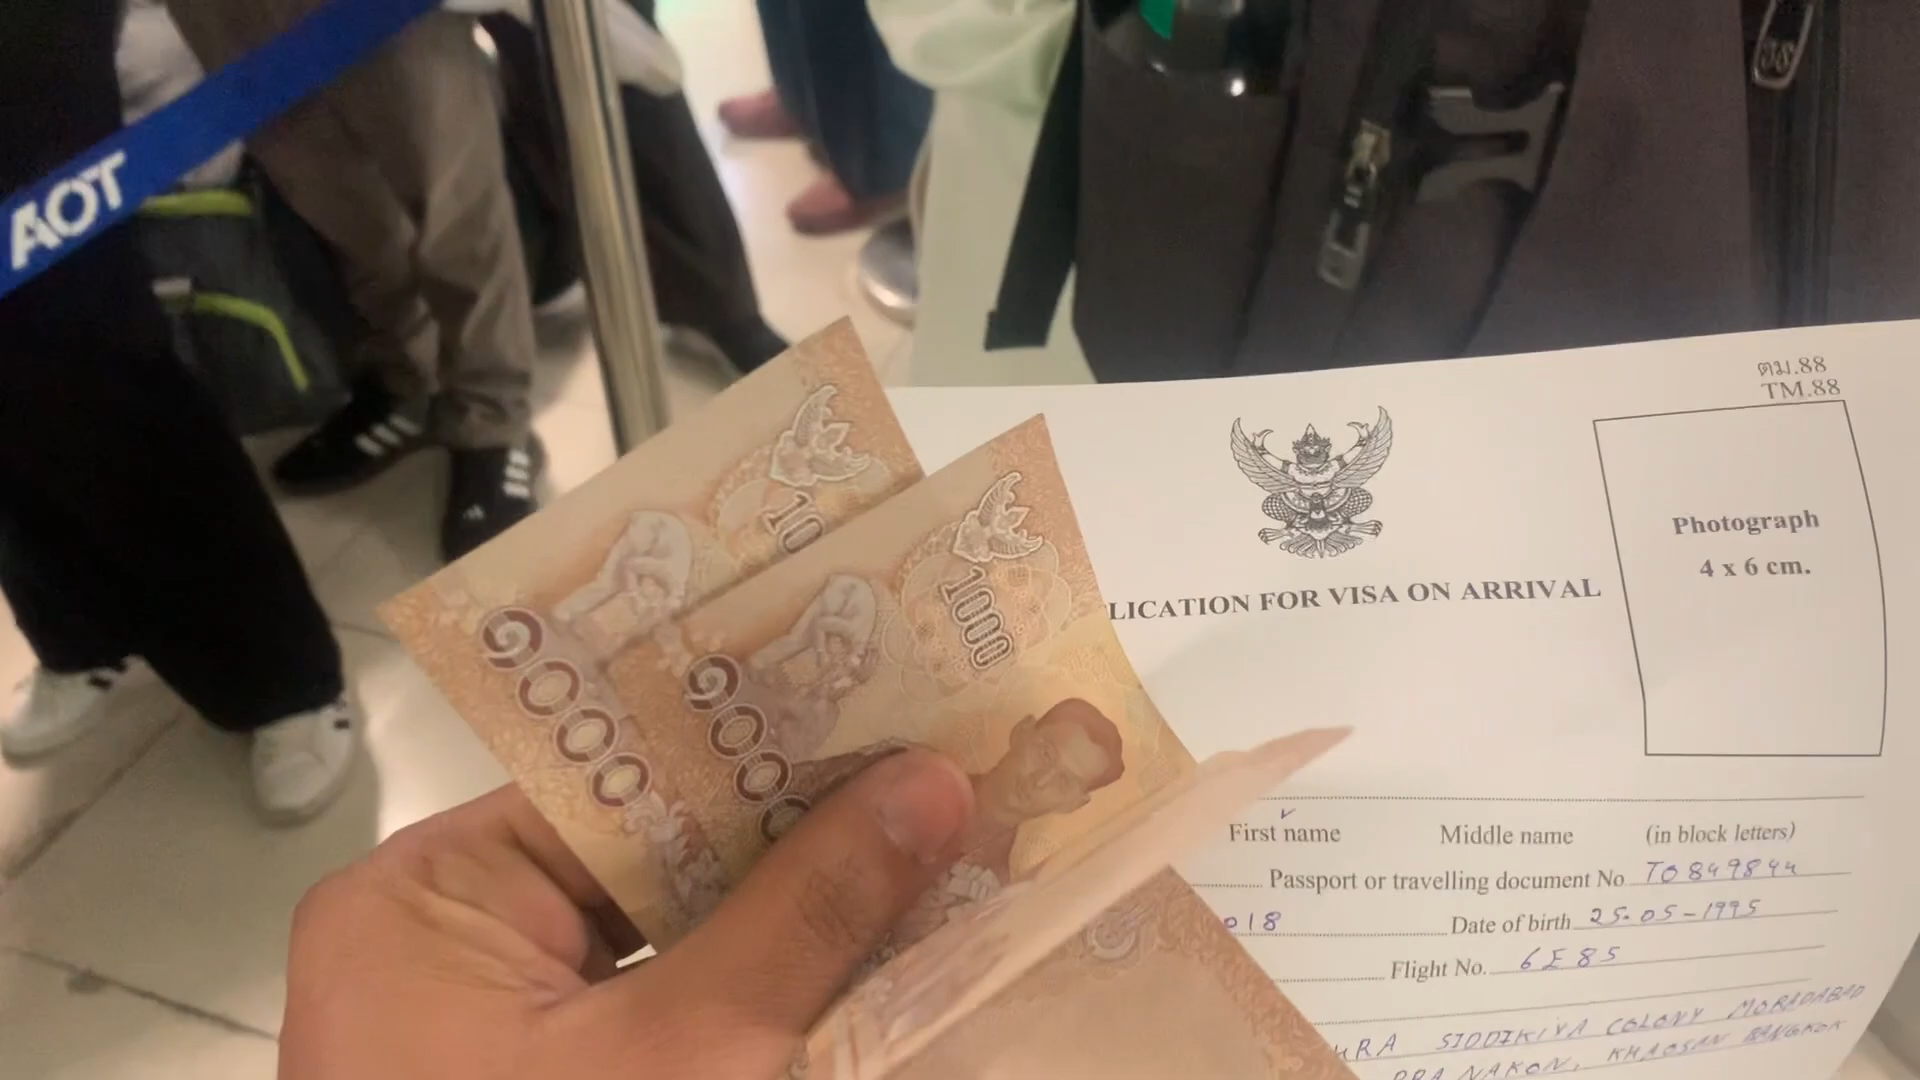 AOT
ตม.88
TM.88
Photograph
4 x 6 cm.
LICATION FOR VISA ON ARRIVAL
10
1000
๑๐๐๐
๑๐๐๐
First name Middle name (in block letters)
Passport or travelling document No T0849844
018 Date of birth 25.05-1995
Flight No. 6E85
SIDDIKIYA COLONY MORADABAD
NAKON, KHAOSAN BANGKOK